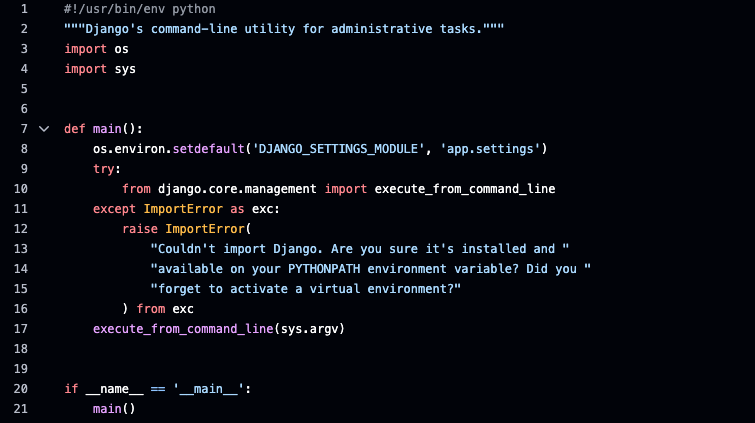 1 #!/usr/bin/env python
2 """Django's command-line utility for administrative tasks."""
3 import os
4 import sys
5
6
7 def main():
8     os.environ.setdefault('DJANGO_SETTINGS_MODULE', 'app.settings')
9     try:
10         from django.core.management import execute_from_command_line
11     except ImportError as exc:
12         raise ImportError(
13             "Couldn't import Django. Are you sure it's installed and "
14             "available on your PYTHONPATH environment variable? Did you "
15             "forget to activate a virtual environment?"
16         ) from exc
17     execute_from_command_line(sys.argv)
18
19
20 if __name__ == '__main__':
21     main()